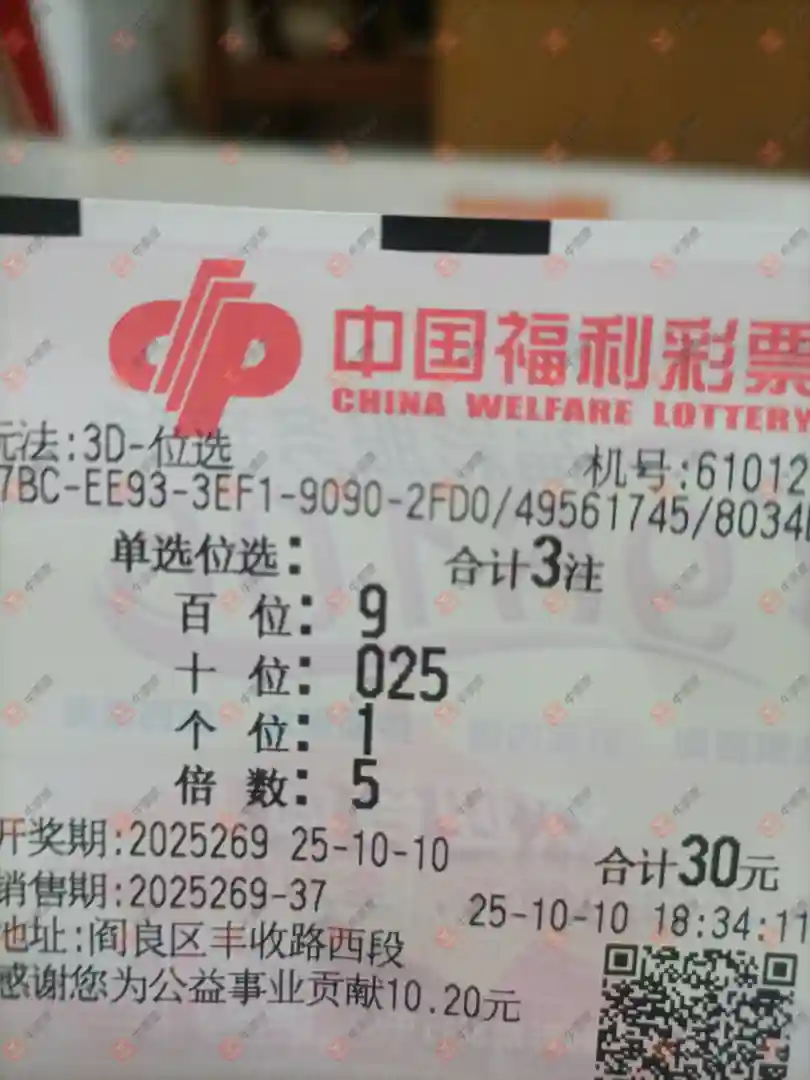 中国福利彩票
CHINA WELFARE LOTTERY
玩法:3D-位选
机号:61012
7BC-EE93-3EF1-9090-2FD0/49561745/8034
单选位选: 合计3注
百 位: 9
十 位: 025
个 位: 1
倍 数: 5
开奖期:2025269 25-10-10 合计30元
销售期:2025269-37 25-10-10 18:34:11
地址:阎良区丰收路西段
感谢您为公益事业贡献10.20元